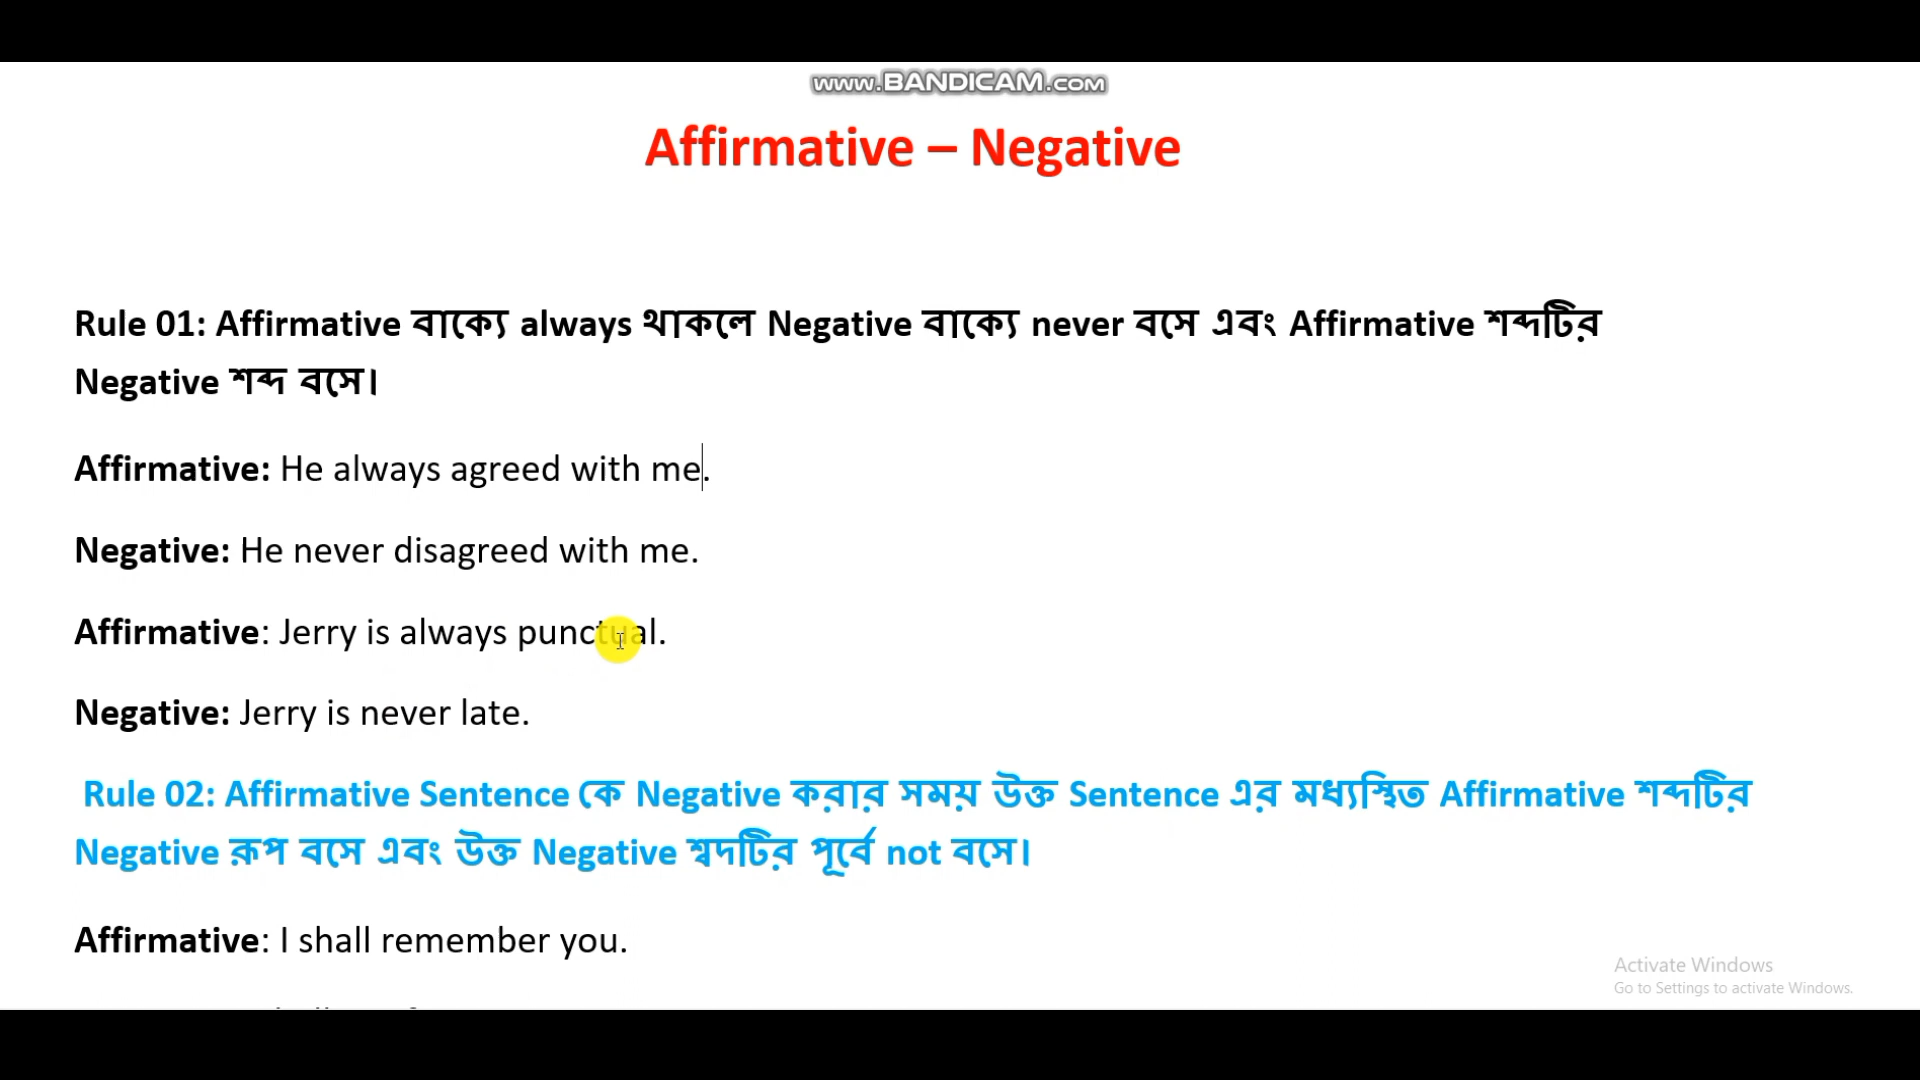 www.BANDICAM.com
Affirmative – Negative
Rule 01: Affirmative বাক্যে always থাকলে Negative বাক্যে never বসে এবং Affirmative শব্দটির
Negative শব্দ বসে।
Affirmative: He always agreed with me.
Negative: He never disagreed with me.
Affirmative: Jerry is always punctual.
Negative: Jerry is never late.
Rule 02: Affirmative Sentence কে Negative করার সময় উক্ত Sentence এর মধ্যস্থিত Affirmative শব্দটির
Negative রূপ বসে এবং উক্ত Negative শ্বদটির পূর্বে not বসে।
Affirmative: I shall remember you.
Activate Windows
Go to Settings to activate Windows.